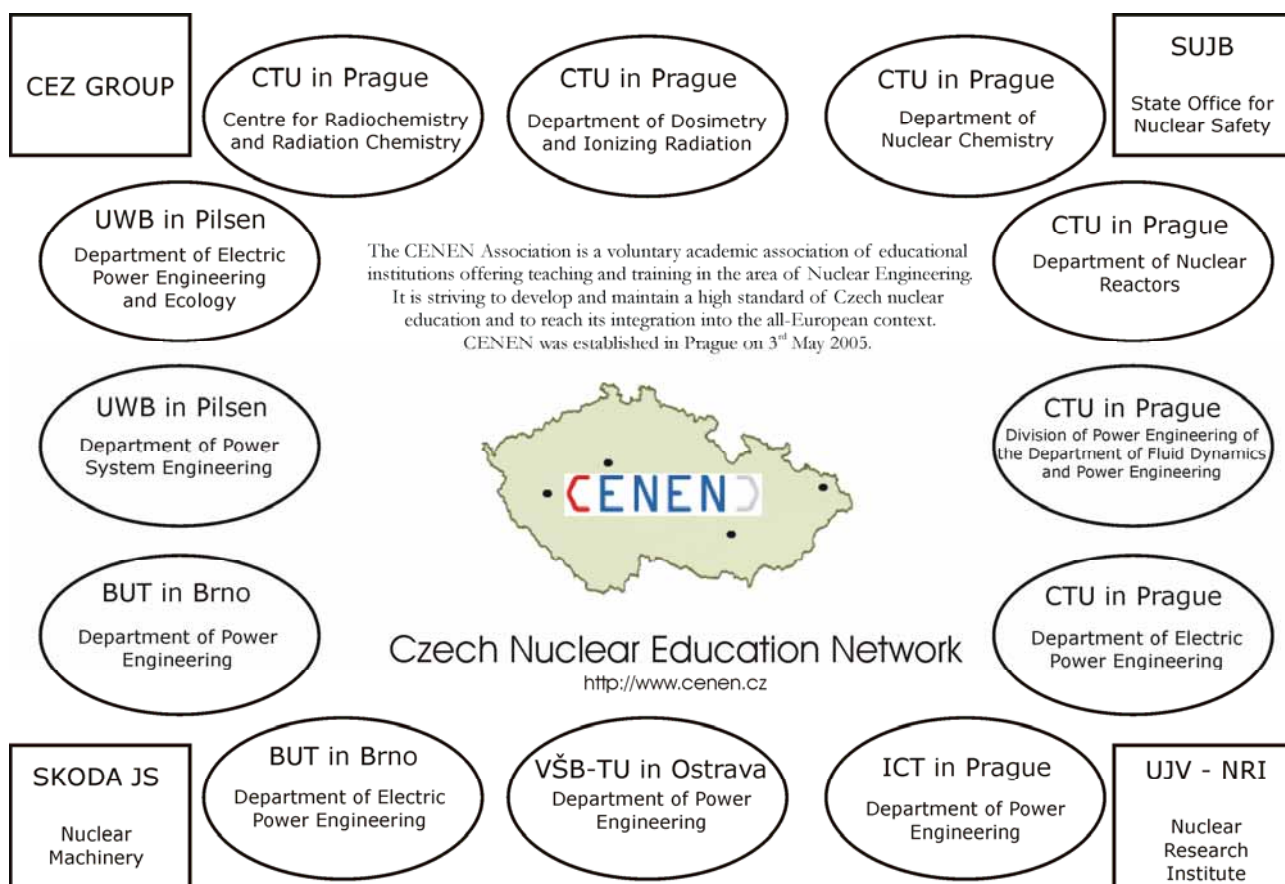 CEZ GROUP
CTU in Prague
Centre for Radiochemistry
and Radiation Chemistry
CTU in Prague
Department of Dosimetry
and Ionizing Radiation
CTU in Prague
Department of
Nuclear Chemistry
SUJB
State Office for
Nuclear Safety
UWB in Pilsen
Department of Electric
Power Engineering
and Ecology
The CENEN Association is a voluntary academic association of educational
institutions offering teaching and training in the area of Nuclear Engineering.
It is striving to develop and maintain a high standard of Czech nuclear
education and to reach its integration into the all-European context.
CENEN was established in Prague on 3rd May 2005.
CTU in Prague
Department of Nuclear
Reactors
UWB in Pilsen
Department of Power
System Engineering
CENEN
CTU in Prague
Division of Power Engineering of
the Department of Fluid Dynamics
and Power Engineering
BUT in Brno
Department of Power
Engineering
Czech Nuclear Education Network
http://www.cenen.cz
CTU in Prague
Department of Electric
Power Engineering
SKODA JS
Nuclear
Machinery
BUT in Brno
Department of Electric
Power Engineering
VŠB-TU in Ostrava
Department of Power
Engineering
ICT in Prague
Department of Power
Engineering
UJV - NRI
Nuclear
Research
Institute